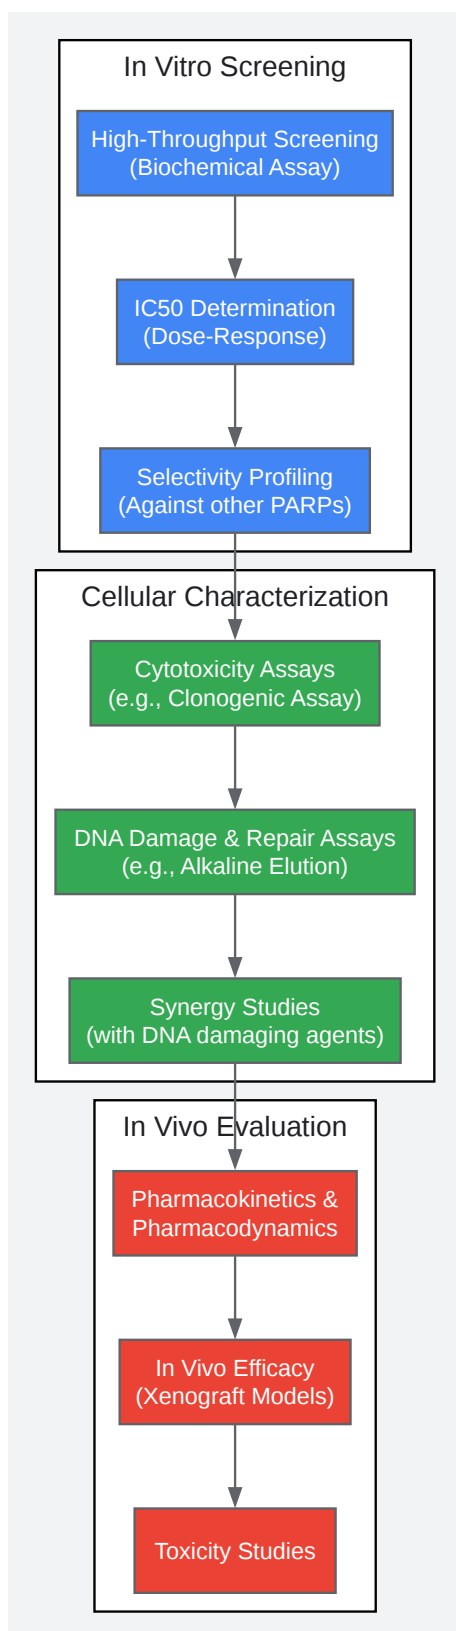 In Vitro Screening
High-Throughput Screening
(Biochemical Assay)
IC50 Determination
(Dose-Response)
Selectivity Profiling
(Against other PARPs)
Cellular Characterization
Cytotoxicity Assays
(e.g., Clonogenic Assay)
DNA Damage & Repair Assays
(e.g., Alkaline Elution)
Synergy Studies
(with DNA damaging agents)
In Vivo Evaluation
Pharmacokinetics &
Pharmacodynamics
In Vivo Efficacy
(Xenograft Models)
Toxicity Studies